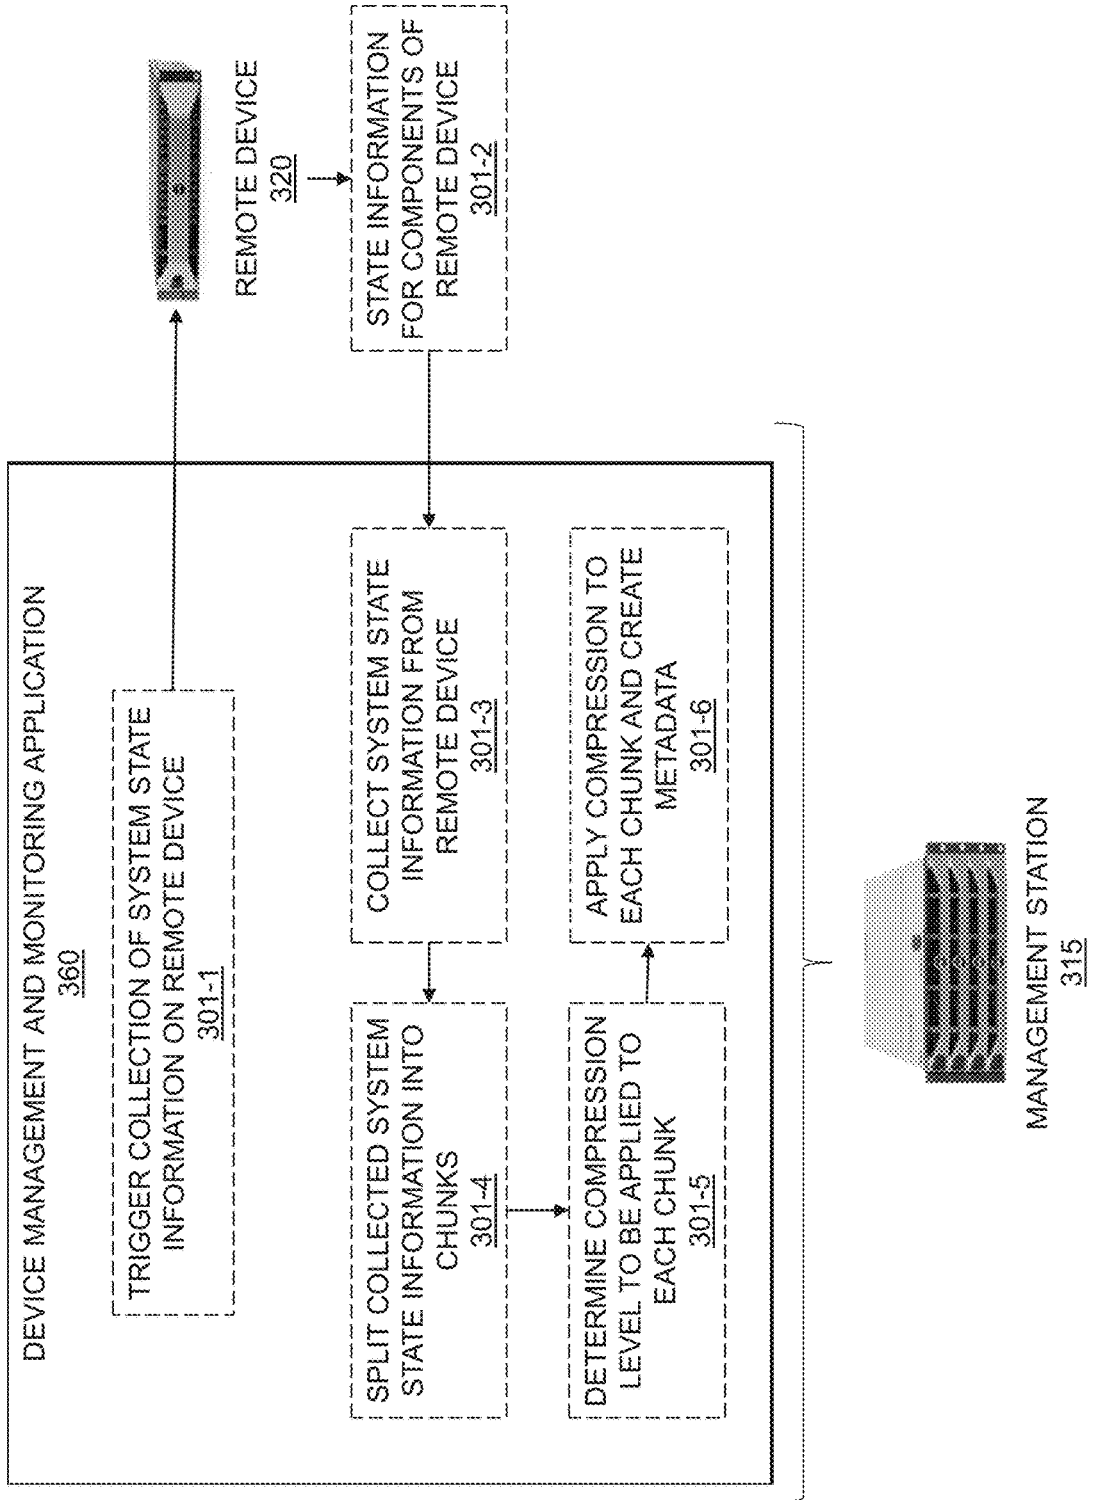 DEVICE MANAGEMENT AND MONITORING APPLICATION
360
TRIGGER COLLECTION OF SYSTEM STATE
INFORMATION ON REMOTE DEVICE
301-1
REMOTE DEVICE
320
STATE INFORMATION
FOR COMPONENTS OF
REMOTE DEVICE
301-2
COLLECT SYSTEM STATE
INFORMATION FROM
REMOTE DEVICE
301-3
SPLIT COLLECTED SYSTEM
STATE INFORMATION INTO
CHUNKS
301-4
DETERMINE COMPRESSION
LEVEL TO BE APPLIED TO
EACH CHUNK
301-5
APPLY COMPRESSION TO
EACH CHUNK AND CREATE
METADATA
301-6
MANAGEMENT STATION
315